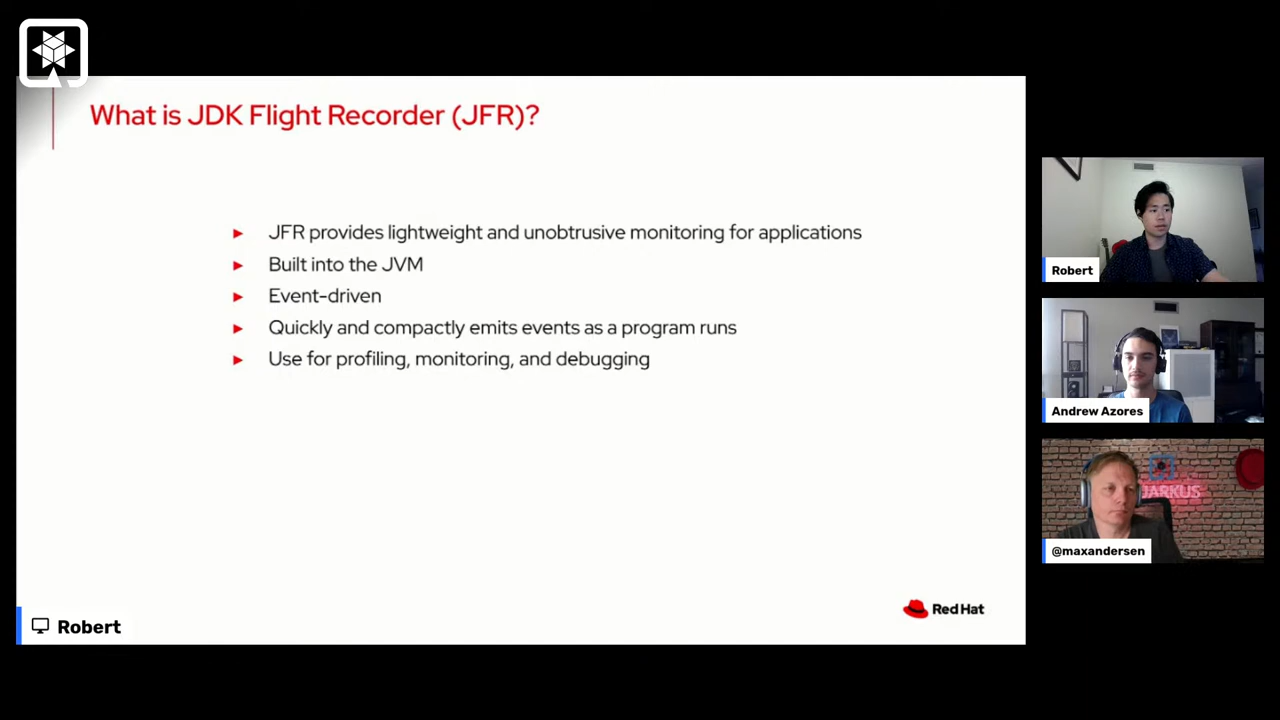 What is JDK Flight Recorder (JFR)?
JFR provides lightweight and unobtrusive monitoring for applications
Built into the JVM
Event-driven
Quickly and compactly emits events as a program runs
Use for profiling, monitoring, and debugging
Red Hat
Robert
Robert
Andrew Azores
ARKUS
@maxandersen